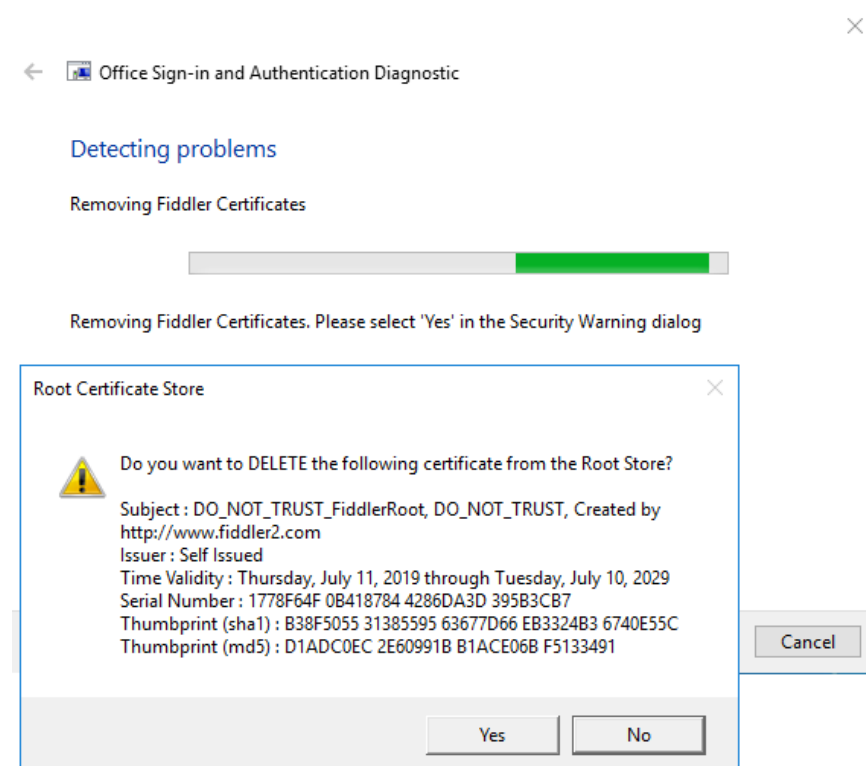 Office Sign-in and Authentication Diagnostic
Detecting problems
Removing Fiddler Certificates
Removing Fiddler Certificates. Please select 'Yes' in the Security Warning dialog
Root Certificate Store
Do you want to DELETE the following certificate from the Root Store?
Subject : DO_NOT_TRUST_FiddlerRoot, DO_NOT_TRUST, Created by
http://www.fiddler2.com
Issuer : Self Issued
Time Validity : Thursday, July 11, 2019 through Tuesday, July 10, 2029
Serial Number : 1778F64F 0B418784 4286DA3D 395B3CB7
Thumbprint (sha1) : B38F5055 31385595 63677D66 EB3324B3 6740E55C
Thumbprint (md5) : D1ADC0EC 2E60991B B1ACE06B F5133491
Cancel
Yes
No